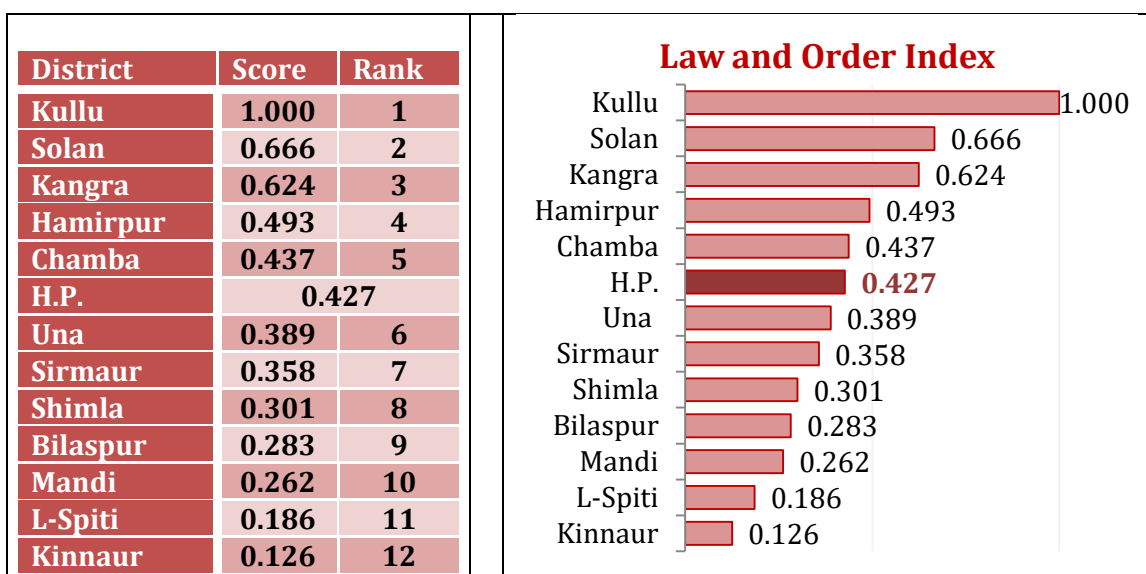 District Score Rank
Kullu 1.000 1
Solan 0.666 2
Kangra 0.624 3
Hamirpur 0.493 4
Chamba 0.437 5
H.P. 0.427
Una 0.389 6
Sirmaur 0.358 7
Shimla 0.301 8
Bilaspur 0.283 9
Mandi 0.262 10
L-Spiti 0.186 11
Kinnaur 0.126 12
Law and Order Index
Kullu 1.000
Solan 0.666
Kangra 0.624
Hamirpur 0.493
Chamba 0.437
H.P. 0.427
Una 0.389
Sirmaur 0.358
Shimla 0.301
Bilaspur 0.283
Mandi 0.262
L-Spiti 0.186
Kinnaur 0.126